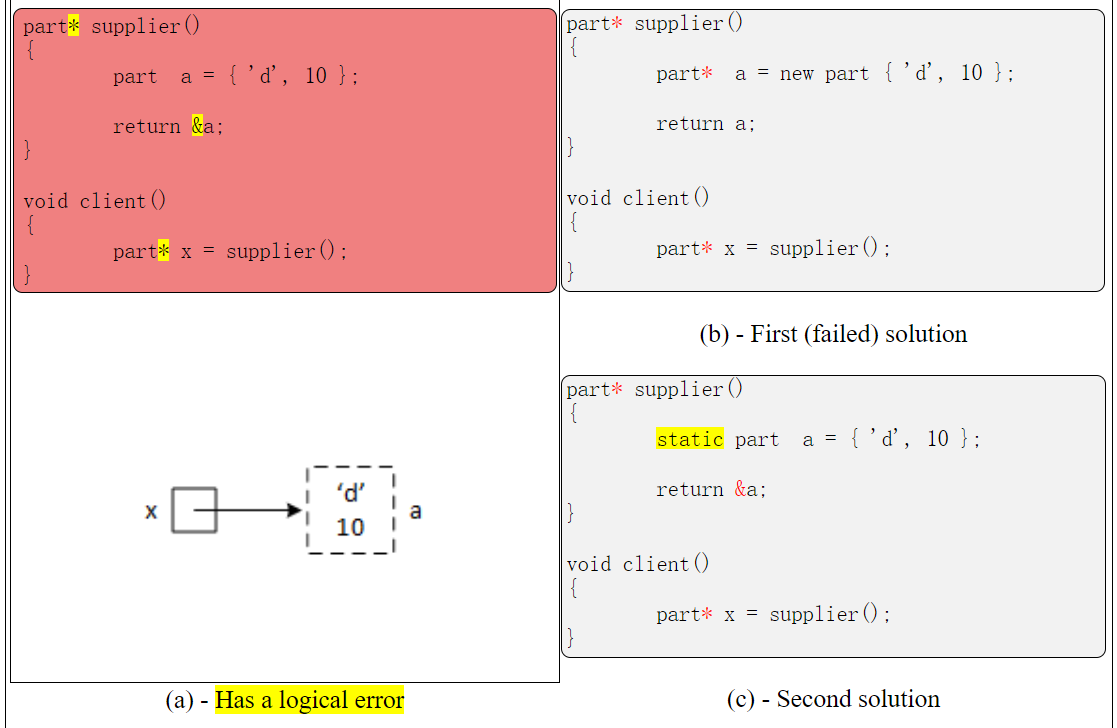 part* supplier()
{
part a = { 'd', 10 };
return &a;
}
void client()
{
part* x = supplier();
}
x
‘d’
10
a
(a) - Has a logical error
part* supplier()
{
part* a = new part { 'd', 10 };
return a;
}
void client()
{
part* x = supplier();
}
(b) - First (failed) solution
part* supplier()
{
static part a = { 'd', 10 };
return &a;
}
void client()
{
part* x = supplier();
}
(c) - Second solution